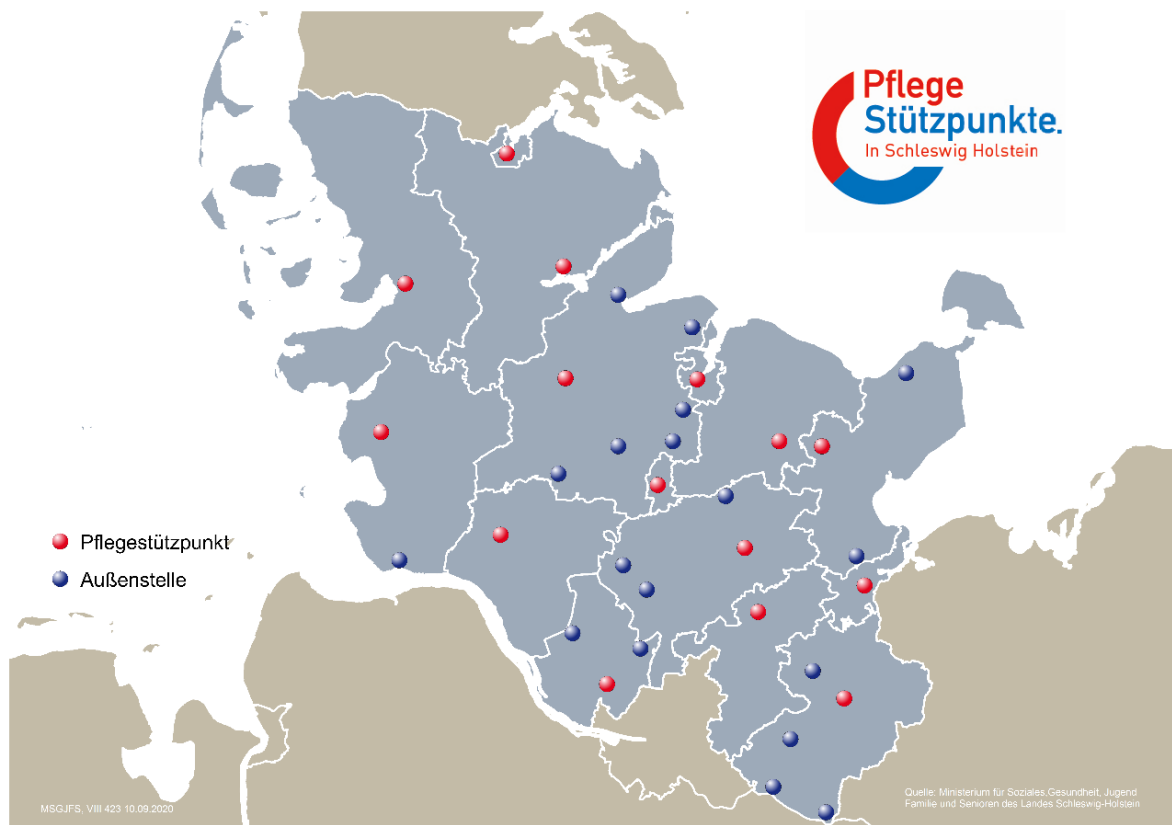 Pflege
Stützpunkte.
In Schleswig Holstein
Pflegestützpunkt
Außenstelle
MSGJFS, VIII 423 10.09.2020
Quelle: Ministerium für Soziales,Gesundheit, Jugend
Familie und Senioren des Landes Schleswig-Holstein